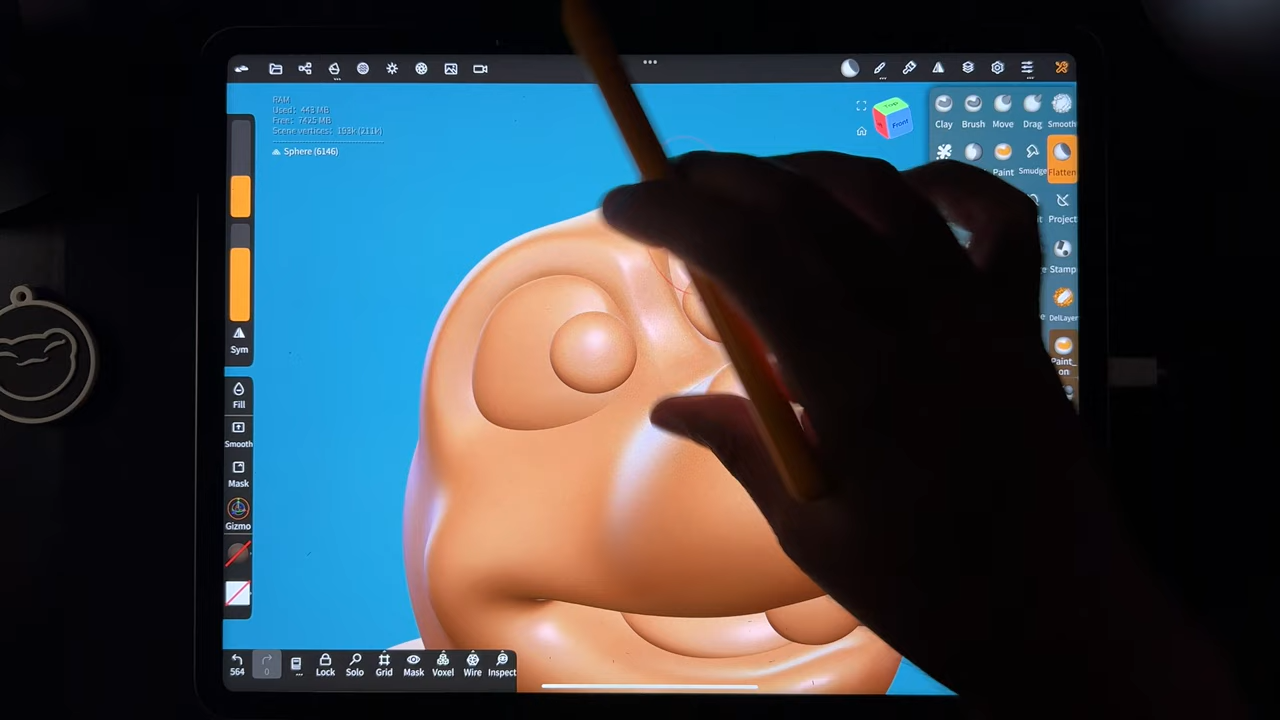 RAM
Used: 443 MB
Free: 7425 MB
Scene vertices: 193k (211k)
Sphere (6146)
Front
Clay Brush Move Drag Smooth
Paint Smudge Flatten
Project
Stamp
DelLayer
Paint_
on
Sym
Fill
Smooth
Mask
Gizmo
564 0 Lock Solo Grid Mask Voxel Wire Inspect